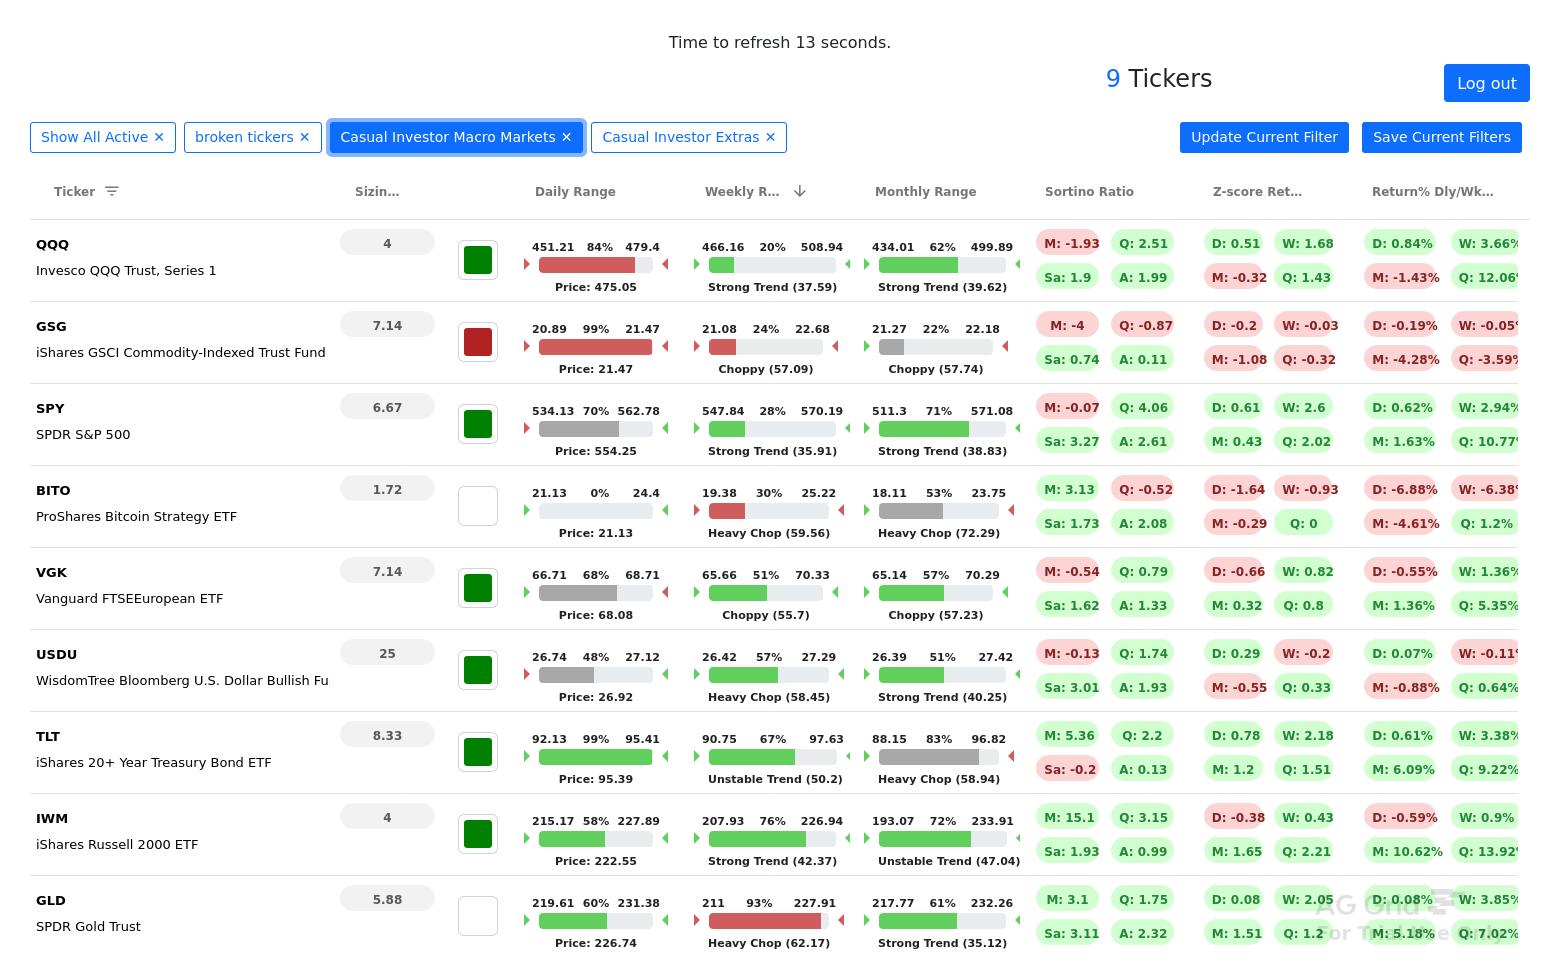 Time to refresh 13 seconds.
9 Tickers
Log out
Show All Active ✕ broken tickers ✕ Casual Investor Macro Markets ✕ Casual Investor Extras ✕ Update Current Filter Save Current Filters
Ticker Sizin... Daily Range Weekly R... Monthly Range Sortino Ratio Z-score Ret... Return% Dly/Wk...
QQQ 4 451.21 84% 479.4 466.16 20% 508.94 434.01 62% 499.89 M: -1.93 Q: 2.51 D: 0.51 W: 1.68 D: 0.84% W: 3.66%
Invesco QQQ Trust, Series 1 Sa: 1.9 A: 1.99 M: -0.32 Q: 1.43 M: -1.43% Q: 12.06%
Price: 475.05 Strong Trend (37.59) Strong Trend (39.62)
GSG 7.14 20.89 99% 21.47 21.08 24% 22.68 21.27 22% 22.18 M: -4 Q: -0.87 D: -0.2 W: -0.03 D: -0.19% W: -0.05%
iShares GSCI Commodity-Indexed Trust Fund Sa: 0.74 A: 0.11 M: -1.08 Q: -0.32 M: -4.28% Q: -3.59%
Price: 21.47 Choppy (57.09) Choppy (57.74)
SPY 6.67 534.13 70% 562.78 547.84 28% 570.19 511.3 71% 571.08 M: -0.07 Q: 4.06 D: 0.61 W: 2.6 D: 0.62% W: 2.94%
SPDR S&P 500 Sa: 3.27 A: 2.61 M: 0.43 Q: 2.02 M: 1.63% Q: 10.77%
Price: 554.25 Strong Trend (35.91) Strong Trend (38.83)
BITO 1.72 21.13 0% 24.4 19.38 30% 25.22 18.11 53% 23.75 M: 3.13 Q: -0.52 D: -1.64 W: -0.93 D: -6.88% W: -6.38%
ProShares Bitcoin Strategy ETF Sa: 1.73 A: 2.08 M: -0.29 Q: 0 M: -4.61% Q: 1.2%
Price: 21.13 Heavy Chop (59.56) Heavy Chop (72.29)
VGK 7.14 66.71 68% 68.71 65.66 51% 70.33 65.14 57% 70.29 M: -0.54 Q: 0.79 D: -0.66 W: 0.82 D: -0.55% W: 1.36%
Vanguard FTSEEuropean ETF Sa: 1.62 A: 1.33 M: 0.32 Q: 0.8 M: 1.36% Q: 5.35%
Price: 68.08 Choppy (55.7) Choppy (57.23)
USDU 25 26.74 48% 27.12 26.42 57% 27.29 26.39 51% 27.42 M: -0.13 Q: 1.74 D: 0.29 W: -0.2 D: 0.07% W: -0.11%
WisdomTree Bloomberg U.S. Dollar Bullish Fu Sa: 3.01 A: 1.93 M: -0.55 Q: 0.33 M: -0.88% Q: 0.64%
Price: 26.92 Heavy Chop (58.45) Strong Trend (40.25)
TLT 8.33 92.13 99% 95.41 90.75 67% 97.63 88.15 83% 96.82 M: 5.36 Q: 2.2 D: 0.78 W: 2.18 D: 0.61% W: 3.38%
iShares 20+ Year Treasury Bond ETF Sa: -0.2 A: 0.13 M: 1.2 Q: 1.51 M: 6.09% Q: 9.22%
Price: 95.39 Unstable Trend (50.2) Heavy Chop (58.94)
IWM 4 215.17 58% 227.89 207.93 76% 226.94 193.07 72% 233.91 M: 15.1 Q: 3.15 D: -0.38 W: 0.43 D: -0.59% W: 0.9%
iShares Russell 2000 ETF Sa: 1.93 A: 0.99 M: 1.65 Q: 2.21 M: 10.62% Q: 13.92%
Price: 222.55 Strong Trend (42.37) Unstable Trend (47.04)
GLD 5.88 219.61 60% 231.38 211 93% 227.91 217.77 61% 232.26 M: 3.1 Q: 1.75 D: 0.08 W: 2.05 D: 0.08% W: 3.85%
SPDR Gold Trust Sa: 3.11 A: 2.32 M: 1.51 Q: 1.2 M: 5.18% Q: 7.02%
Price: 226.74 Heavy Chop (62.17) Strong Trend (35.12)
AG Grid
For Trial Use Only